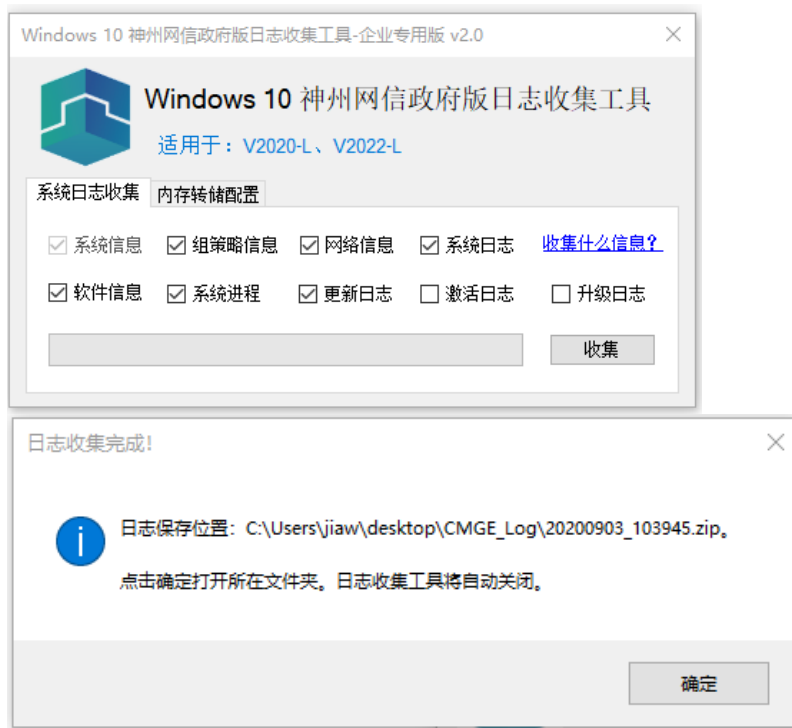 Windows 10 神州网信政府版日志收集工具-企业专用版 v2.0
Windows 10 神州网信政府版日志收集工具
适用于：V2020-L、V2022-L
系统日志收集 内存转储配置
系统信息 组策略信息 网络信息 系统日志 收集什么信息?
软件信息 系统进程 更新日志 激活日志 升级日志
收集
日志收集完成!
日志保存位置：C:\Users\jiaw\desktop\CMGE_Log\20200903_103945.zip。
点击确定打开所在文件夹。日志收集工具将自动关闭。
确定